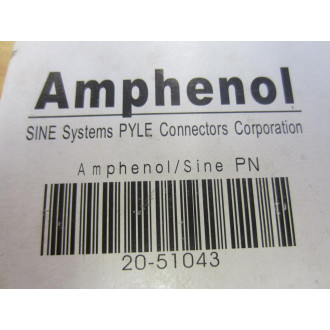 Amphenol
SINE Systems PYLE Connectors Corporation
Amphenol/Sine PN
20-51043